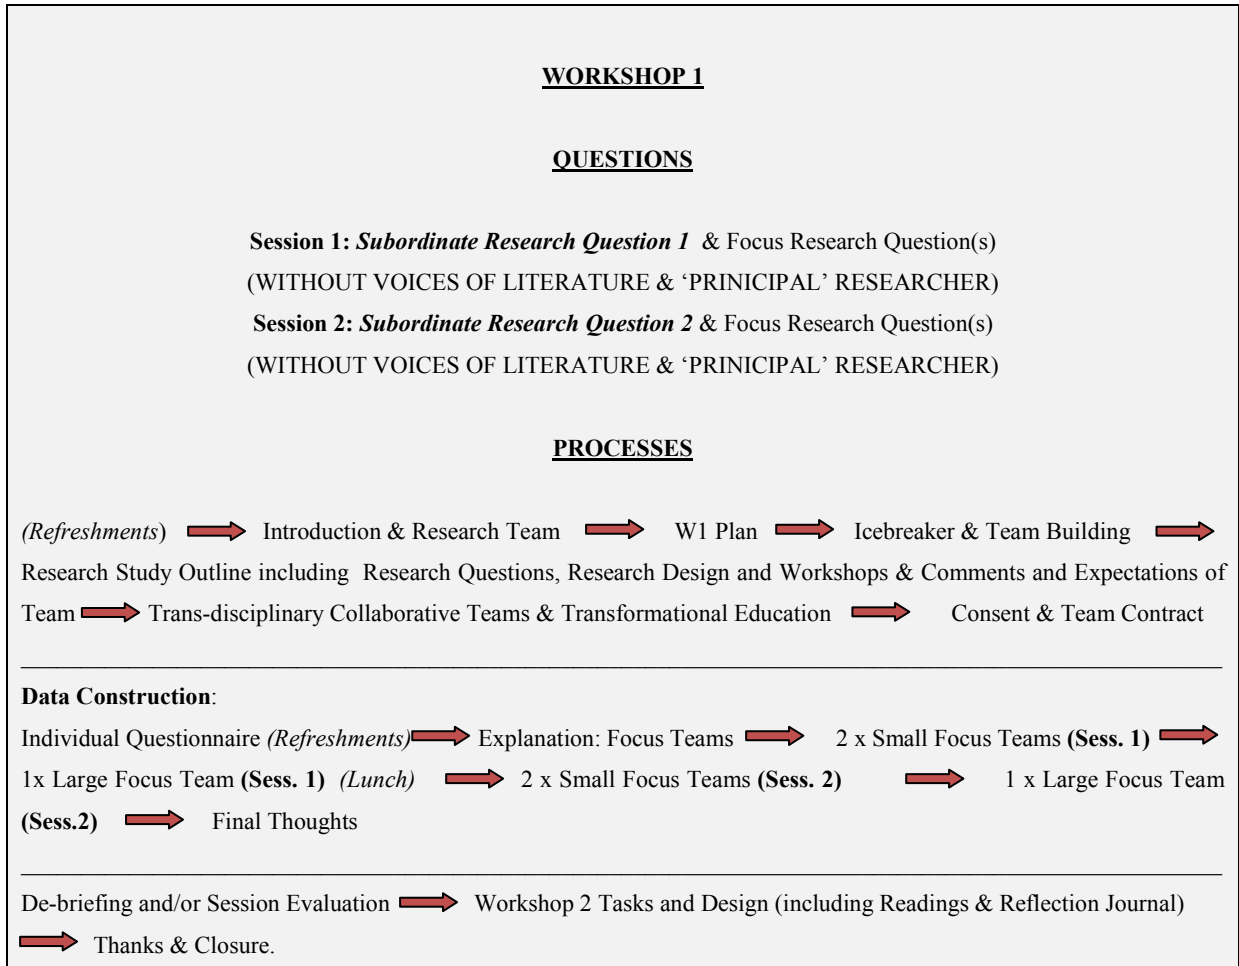 WORKSHOP 1
QUESTIONS
Session 1: Subordinate Research Question 1 & Focus Research Question(s)
(WITHOUT VOICES OF LITERATURE & ‘PRINICIPAL’ RESEARCHER)
Session 2: Subordinate Research Question 2 & Focus Research Question(s)
(WITHOUT VOICES OF LITERATURE & ‘PRINICIPAL’ RESEARCHER)
PROCESSES
(Refreshments) Introduction & Research Team W1 Plan Icebreaker & Team Building
Research Study Outline including Research Questions, Research Design and Workshops & Comments and Expectations of
Team Trans-disciplinary Collaborative Teams & Transformational Education Consent & Team Contract
Data Construction:
Individual Questionnaire (Refreshments) Explanation: Focus Teams 2 x Small Focus Teams (Sess. 1)
1x Large Focus Team (Sess. 1) (Lunch) 2 x Small Focus Teams (Sess. 2) 1 x Large Focus Team
(Sess.2) Final Thoughts
De-briefing and/or Session Evaluation Workshop 2 Tasks and Design (including Readings & Reflection Journal)
Thanks & Closure.